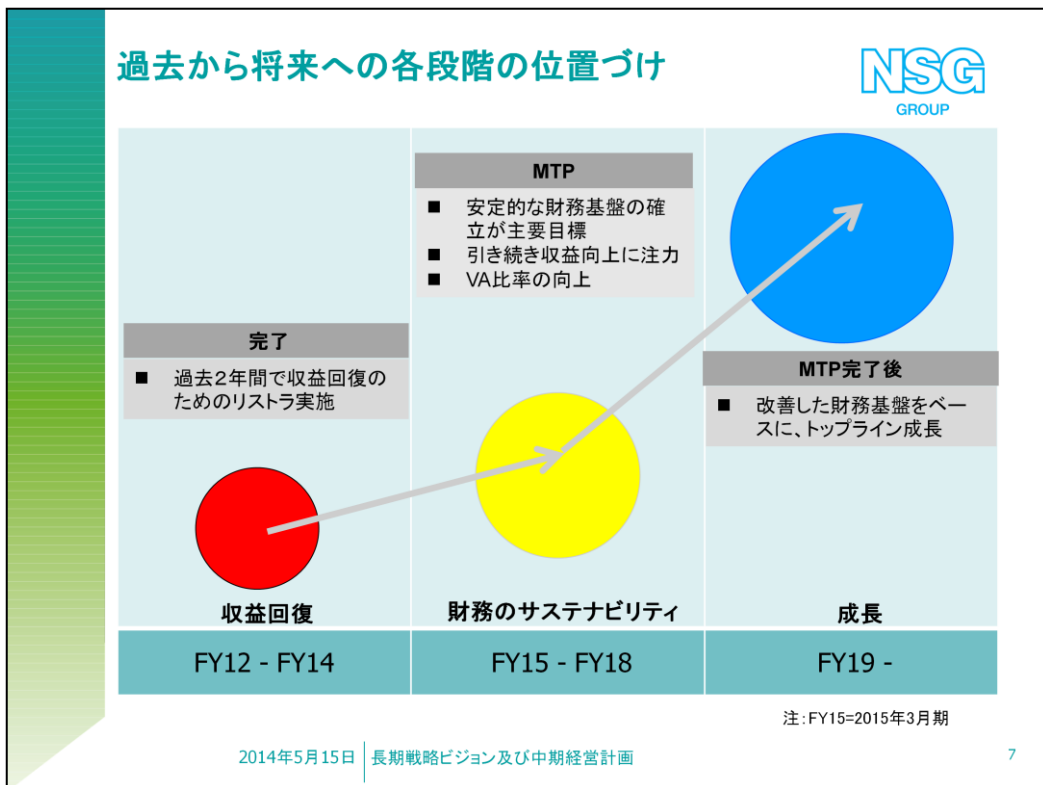 過去から将来への各段階の位置づけ
NSG
GROUP
完了
■ 過去2年間で収益回復の
ためのリストラ実施
MTP
■ 安定的な財務基盤の確
立が主要目標
■ 引き続き収益向上に注力
■ VA比率の向上
MTP完了後
■ 改善した財務基盤をベー
スに、トップライン成長
収益回復
財務のサステナビリティ
成長
FY12 - FY14
FY15 - FY18
FY19 -
注:FY15=2015年3月期
2014年5月15日
長期戦略ビジョン及び中期経営計画
7